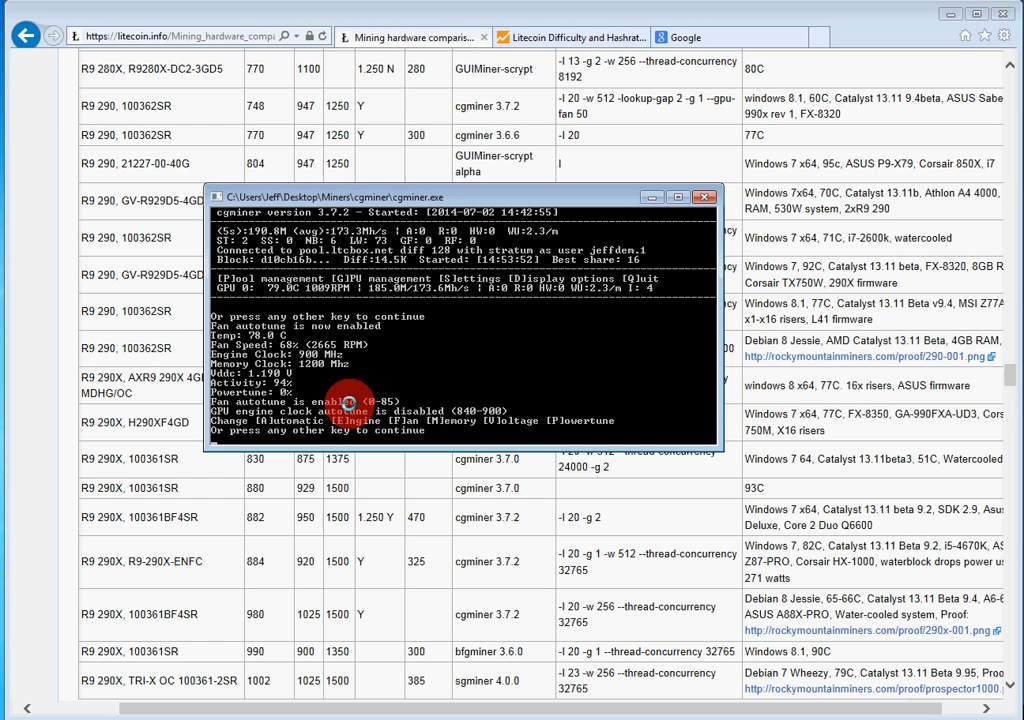 https://litecoin.info/Mining_hardware_compa
Mining hardware comparis...
Litecoin Difficulty and Hashrat...
Google
R9 280X, R9280X-DC2-3GD5 770 1100 1.250 N 280 GUIMiner-scrypt -I 13 -g 2 -w 256 --thread-concurrency 80C
8192
R9 290, 100362SR 748 947 1250 Y cgminer 3.7.2 -I 20 -w 512 -lookup-gap 2 -g 1 --gpu- windows 8.1, 60C, Catalyst 13.11 9.4beta, ASUS Sabe
fan 50 990x rev 1, FX-8320
R9 290, 100362SR 770 947 1250 Y 300 cgminer 3.6.6 -I 20 77C
R9 290, 21227-00-40G 804 947 1250 GUIMiner-scrypt I Windows 7 x64, 95c, ASUS P9-X79, Corsair 850X, i7
alpha
R9 290, GV-R929D5-4GD Windows 7x64, 70C, Catalyst 13.11b, Athlon A4 4000,
RAM, 530W system, 2xR9 290
R9 290, 100362SR Windows 7 x64, 71C, i7-2600k, watercooled
R9 290, GV-R929D5-4GD Windows 7, 92C, Catalyst 13.11 beta, FX-8320, 8GB R
Corsair TX750W, 290X firmware
R9 290, 100362SR Windows 8.1, 77C, Catalyst 13.11 Beta v9.4, MSI Z77A
x1-x16 risers, L41 firmware
R9 290, 100362SR Debian 8 Jessie, AMD Catalyst 13.11 Beta, 4GB RAM,
http://rockymountainminers.com/proof/290-001.png
R9 290X, AXR9 290X 4GD windows 8 x64, 77C. 16x risers, ASUS firmware
MDHG/OC
R9 290X, H290XF4GD Windows 7 x64, 77C, FX-8350, GA-990FXA-UD3, Cors
750M, X16 risers
C:\Users\Jeff\Desktop\Miners\cgminer\cgminer.exe
cgminer version 3.7.2 - Started: [2014-07-02 14:42:55]
(5s):190.8M (avg):173.3Mh/s | A:0 R:0 HW:0 WU:2.3/m
ST: 2 SS: 0 NB: 6 LW: 73 GF: 0 RF: 0
Connected to pool.ltcbox.net diff 128 with stratum as user jeffdem.1
Block: d10cb16b... Diff:14.5K Started: [14:53:52] Best share: 16
[P]ool management [G]PU management [S]ettings [D]isplay options [Q]uit
GPU 0: 79.0C 1009RPM | 185.0M/173.6Mh/s | A:0 R:0 HW:0 WU:2.3/m I: 4
Or press any other key to continue
Fan autotune is now enabled
Temp: 78.0 C
Fan Speed: 68% (2665 RPM)
Engine Clock: 900 MHz
Memory Clock: 1200 Mhz
Vddc: 1.190 V
Activity: 94%
Powertune: 0%
Fan autotune is enabled (0-85)
GPU engine clock autotune is disabled (840-900)
Change [A]utomatic [E]ngine [F]an [M]emory [V]oltage [P]owertune
Or press any other key to continue
R9 290X, 100361SR 830 875 1375 cgminer 3.7.0 -I 20 -w 512 --thread-concurrency Windows 7 64, Catalyst 13.11beta3, 51C, Watercooled
24000 -g 2
R9 290X, 100361SR 880 929 1500 cgminer 3.7.0 93C
R9 290X, 100361BF4SR 882 950 1500 1.250 Y 470 cgminer 3.7.2 -I 20 -g 2 Windows 7 x64, Catalyst 13.11 beta 9.2, SDK 2.9, Asus
Deluxe, Core 2 Duo Q6600
R9 290X, R9-290X-ENFC 884 920 1500 Y 325 cgminer 3.7.2 -I 20 -g 1 -w 512 --thread-concurrency Windows 7, 82C, Catalyst 13.11 Beta 9.2, i5-4670K, AS
32765 Z87-PRO, Corsair HX-1000, waterblock drops power us
271 watts
R9 290X, 100361BF4SR 980 1025 1500 Y cgminer 3.7.2 -I 20 -w 256 --thread-concurrency Debian 8 Jessie, 65-66C, Catalyst 13.11 Beta 9.4, A6-6
32765 ASUS A88X-PRO, Water-cooled system, Proof:
http://rockymountainminers.com/proof/290x-001.png
R9 290X, 100361SR 990 900 1350 300 bfgminer 3.6.0 -I 20 -g 1 --thread-concurrency 32765 Windows 8.1, 90C
R9 290X, TRI-X OC 100361-2SR 1002 1025 1500 385 sgminer 4.0.0 -I 23 -w 256 --thread-concurrency Debian 7 Wheezy, 79C, Catalyst 13.11 Beta 9.95, Proo
32765 http://rockymountainminers.com/proof/prospector1000.